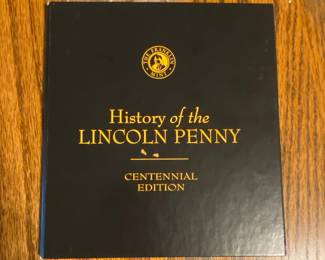 THE FRANKLIN MINT
History of the
LINCOLN PENNY
CENTENNIAL
EDITION